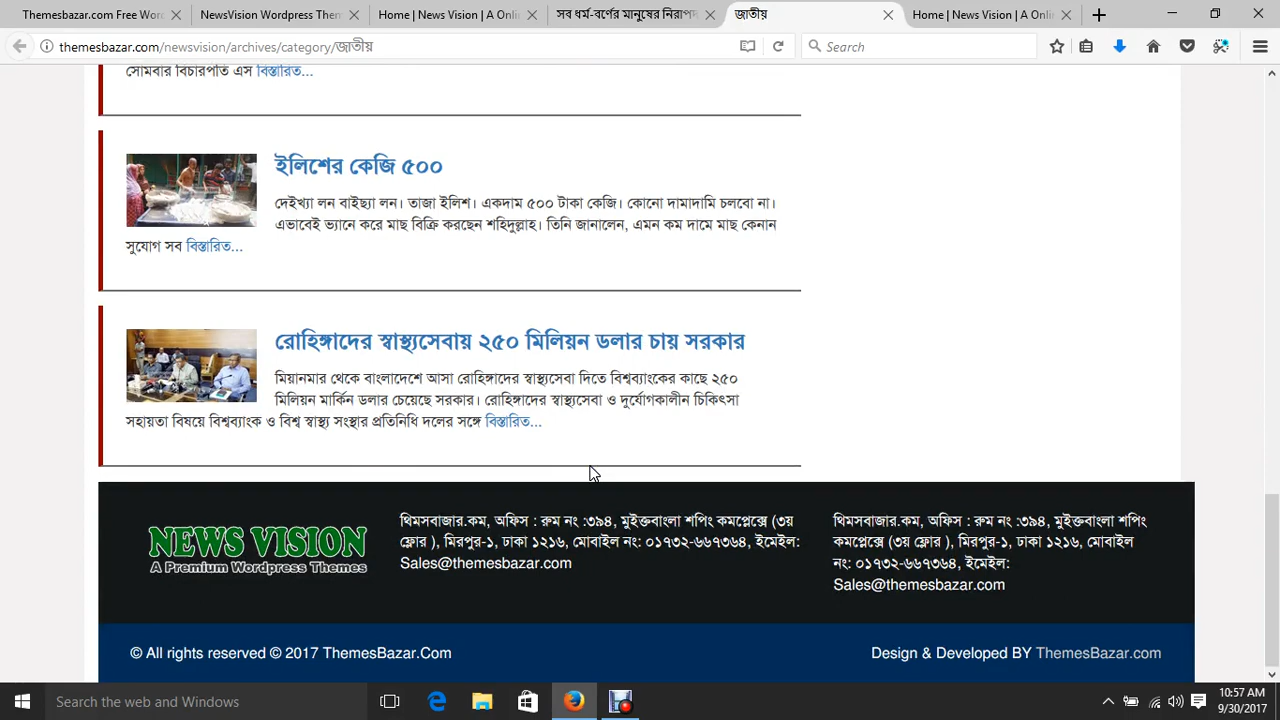 Themesbazar.com Free Wor
NewsVision Wordpress Them
Home | News Vision | A Onli
সব ধর্ম-বর্ণের মানুষের নিরাপদ
জাতীয়
Home | News Vision | A Onli
themesbazar.com/newsvision/archives/category/জাতীয়
Search
সোমবার বিচারপতি এস বিস্তারিত...
ইলিশের কেজি ৫০০
দেইখ্যা লন বাইছ্যা লন। তাজা ইলিশ। একদাম ৫০০ টাকা কেজি। কোনো দামাদামি চলবো না।
এভাবেই ভ্যানে করে মাছ বিক্রি করছেন শহিদুল্লাহ। তিনি জানালেন, এমন কম দামে মাছ কেনান
সুযোগ সব বিস্তারিত...
রোহিঙ্গাদের স্বাস্থ্যসেবায় ২৫০ মিলিয়ন ডলার চায় সরকার
মিয়ানমার থেকে বাংলাদেশে আসা রোহিঙ্গাদের স্বাস্থ্যসেবা দিতে বিশ্বব্যাংকের কাছে ২৫০
মিলিয়ন মার্কিন ডলার চেয়েছে সরকার। রোহিঙ্গাদের স্বাস্থ্যসেবা ও দুর্যোগকালীন চিকিৎসা
সহায়তা বিষয়ে বিশ্বব্যাংক ও বিশ্ব স্বাস্থ্য সংস্থার প্রতিনিধি দলের সঙ্গে বিস্তারিত...
NEWS VISION
A Premium Wordpress Themes
থিমসবাজার.কম, অফিস : রুম নং :৩৯৪, মুইক্তবাংলা শপিং কমপ্লেক্সে (৩য়
ফ্লোর ), মিরপুর-১, ঢাকা ১২১৬, মোবাইল নং: ০১৭৩২-৬৬৭৩৬৪, ইমেইল:
Sales@themesbazar.com
থিমসবাজার.কম, অফিস : রুম নং :৩৯৪, মুইক্তবাংলা শপিং
কমপ্লেক্সে (৩য় ফ্লোর ), মিরপুর-১, ঢাকা ১২১৬, মোবাইল
নং: ০১৭৩২-৬৬৭৩৬৪, ইমেইল:
Sales@themesbazar.com
© All rights reserved © 2017 ThemesBazar.Com
Design & Developed BY ThemesBazar.com
Search the web and Windows
10:57 AM
9/30/2017